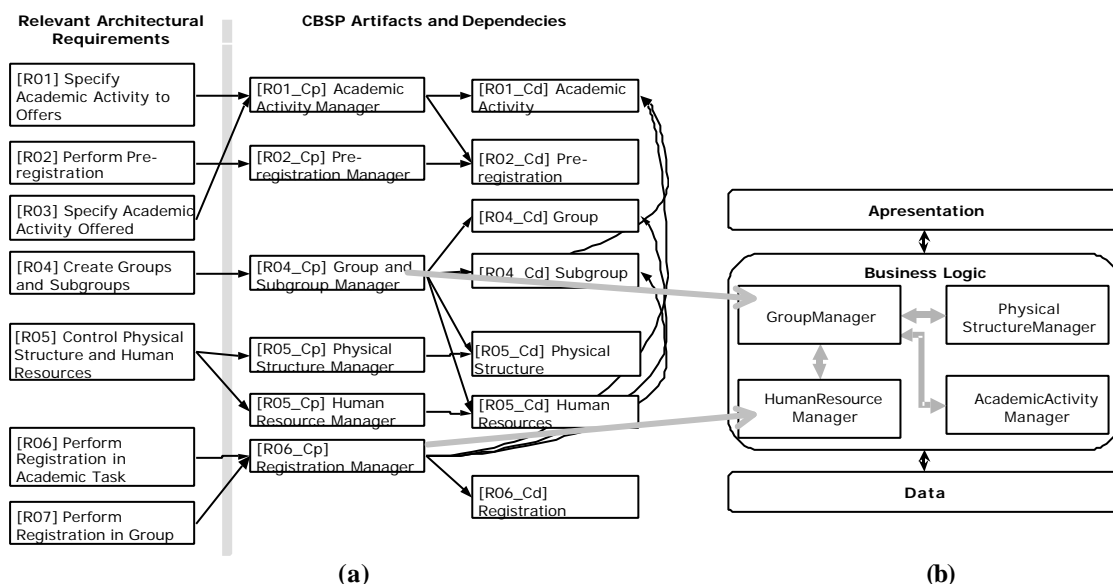 Relevant Architectural
Requirements
[R01] Specify
Academic Activity to
Offers
[R02] Perform Pre-
registration
[R03] Specify Academic
Activity Offered
[R04] Create Groups
and Subgroups
[R05] Control Physical
Structure and Human
Resources
[R06] Perform
Registration in
Academic Task
[R07] Perform
Registration in Group
CBSP Artifacts and Dependecies
[R01_Cp] Academic
Activity Manager
[R02_Cp] Pre-
registration Manager
[R04_Cp] Group and
Subgroup Manager
[R05_Cp] Physical
Structure Manager
[R05_Cp] Human
Resource Manager
[R06_Cp]
Registration Manager
[R01_Cd] Academic
Activity
[R02_Cd] Pre-
registration
[R04_Cd] Group
[R04_Cd] Subgroup
[R05_Cd] Physical
Structure
[R05_Cd] Human
Resources
[R06_Cd]
Registration
(a)
Apresentation
Business Logic
GroupManager
Physical
StructureManager
HumanResource
Manager
AcademicActivity
Manager
Data
(b)